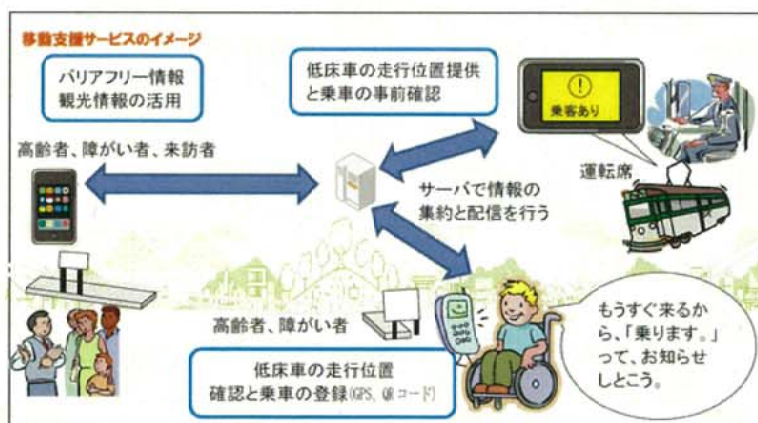 移動支援サービスのイメージ
バリアフリー情報
観光情報の活用
低床車の走行位置提供
と乗車の事前確認
乗客あり
高齢者、障がい者、来訪者
運転席
サーバで情報の
集約と配信を行う
高齢者、障がい者
もうすぐ来るか
ら、「乗ります。」
って、お知らせ
しとこう。
低床車の走行位置
確認と乗車の登録(GPS、QRコード)